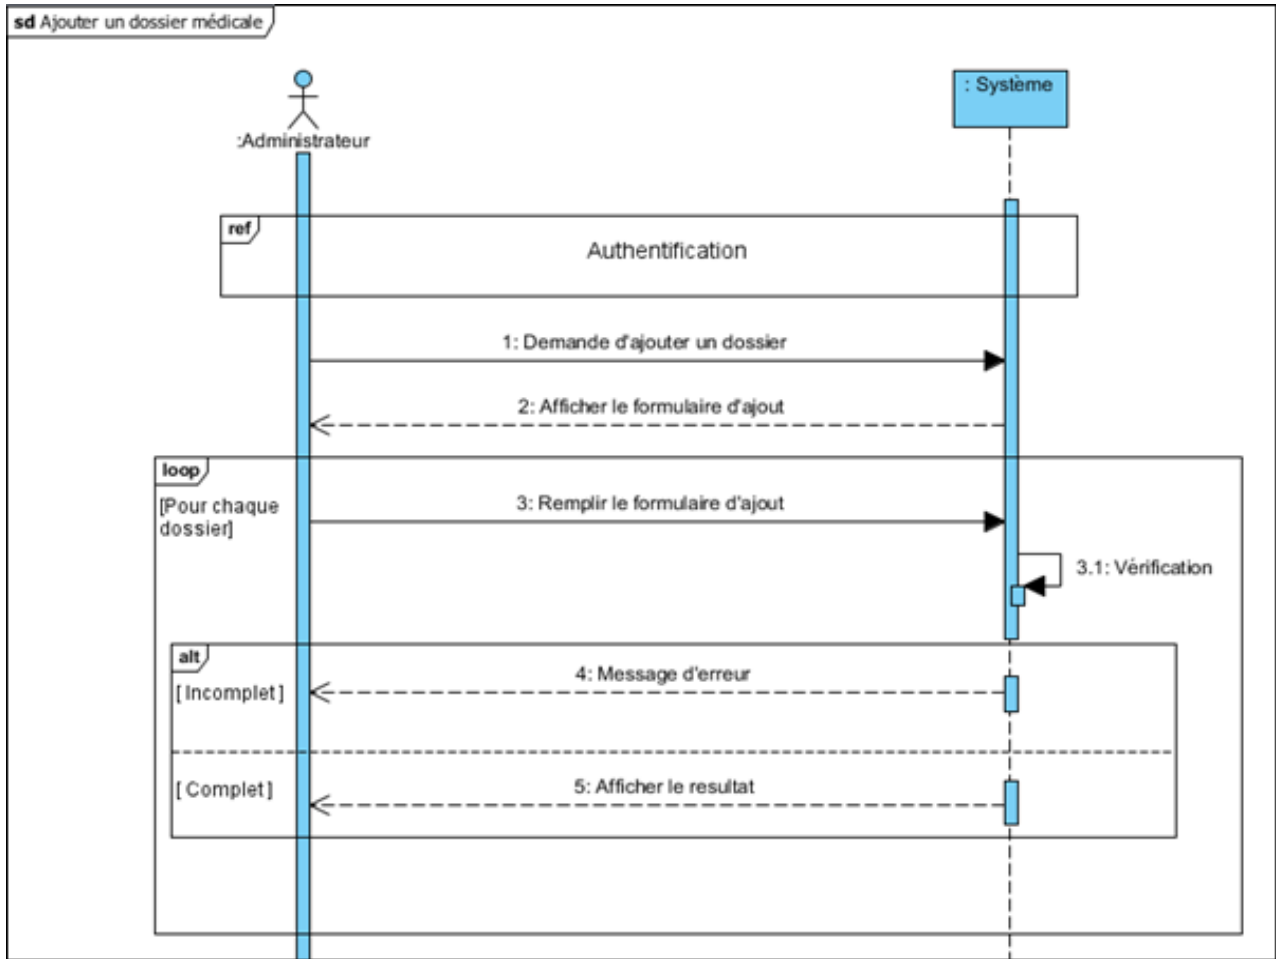 sd Ajouter un dossier médicale
: Système
:Administrateur
ref
Authentification
1: Demande d'ajouter un dossier
2: Afficher le formulaire d'ajout
loop
[Pour chaque
dossier]
3: Remplir le formulaire d'ajout
3.1: Vérification
alt
4: Message d'erreur
[ Incomplet ]
5: Afficher le resultat
[ Complet ]